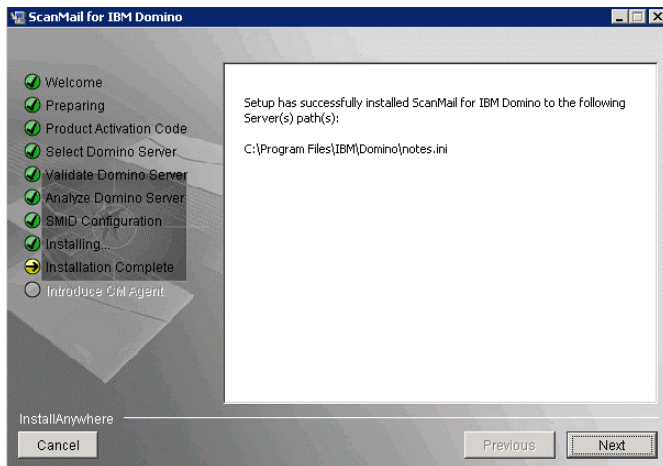 ScanMail for IBM Domino
Welcome
Preparing
Product Activation Code
Select Domino Server
Validate Domino Server
Analyze Domino Server
SMID Configuration
Installing...
Installation Complete
Introduce CM Agent
Setup has successfully installed ScanMail for IBM Domino to the following
Server(s) path(s):
C:\Program Files\IBM\Domino\notes.ini
InstallAnywhere
Cancel
Previous
Next